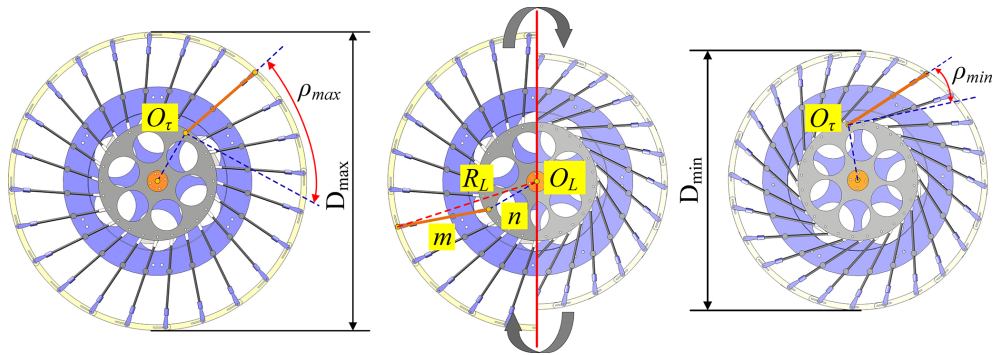 O_τ
ρ_max
D_max
R_L
O_L
n
m
D_min
O_τ
ρ_min